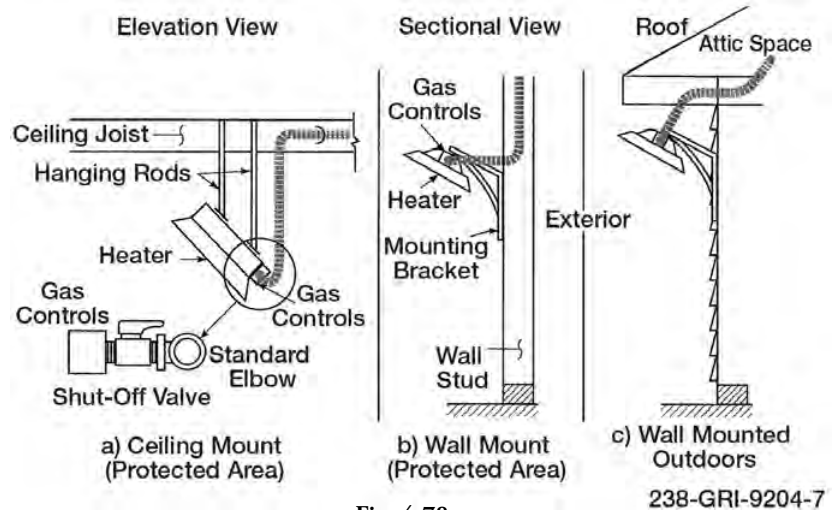 Elevation View
Ceiling Joist
Hanging Rods
Heater
Gas
Controls
Gas
Controls
Standard
Elbow
Shut-Off Valve
a) Ceiling Mount
(Protected Area)
Sectional View
Gas
Controls
Heater
Mounting
Bracket
Exterior
Wall
Stud
b) Wall Mount
(Protected Area)
Roof
Attic Space
c) Wall Mounted
Outdoors
238-GRI-9204-7